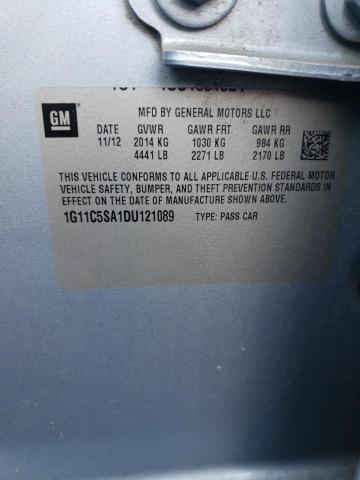 GM
MFD BY GENERAL MOTORS LLC
DATE GVWR GAWR FRT GAWR RR
11/12 2014 KG 1030 KG 984 KG
4441 LB 2271 LB 2170 LB
THIS VEHICLE CONFORMS TO ALL APPLICABLE U.S. FEDERAL MOTOR
VEHICLE SAFETY, BUMPER, AND THEFT PREVENTION STANDARDS IN
EFFECT ON THE DATE OF MANUFACTURE SHOWN ABOVE.
1G11C5SA1DU121089 TYPE: PASS CAR